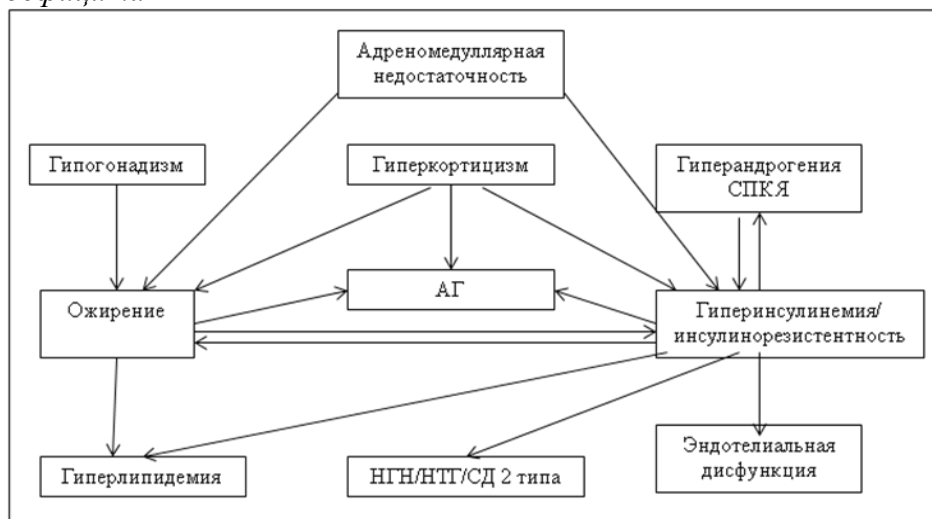 Адреномедуллярная
недостаточность
Гипогонадизм
Гиперкортицизм
Гиперандрогения
СПКЯ
Ожирение
АГ
Гиперинсулинемия/
инсулинорезистентность
Гиперлипидемия
НГН/НТГ/СД 2 типа
Эндотелиальная
дисфункция